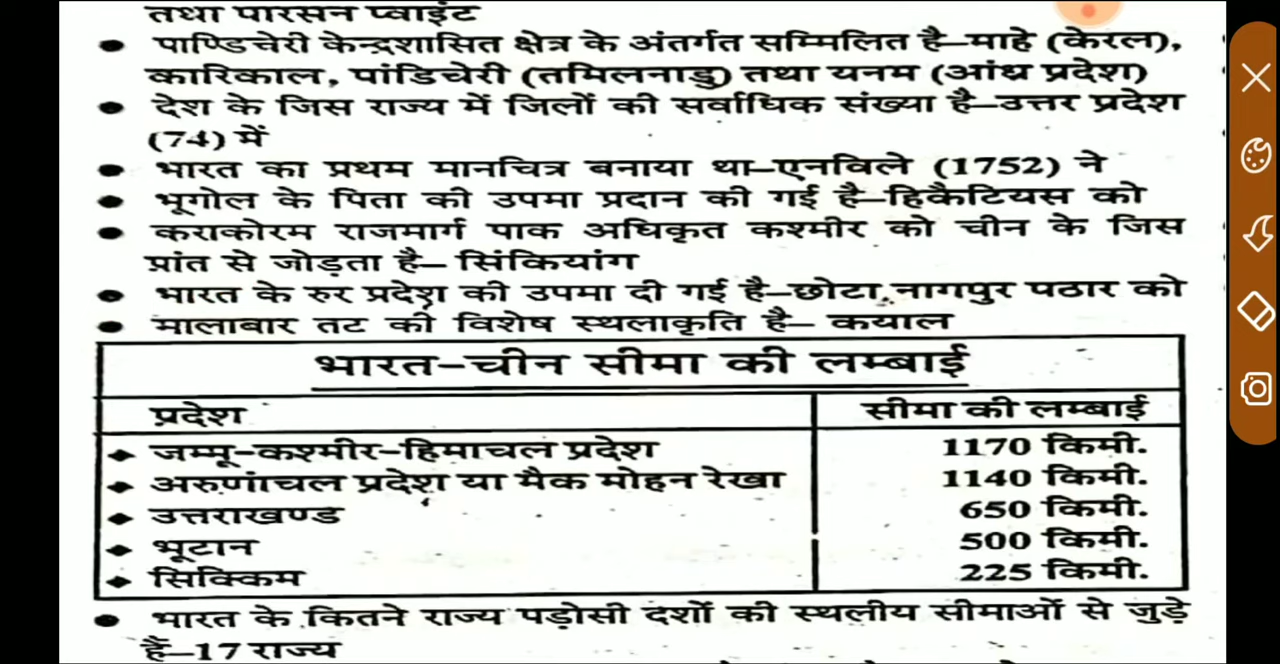 तथा पारसन प्वाइंट
● पाण्डिचेरी केन्द्रशासित क्षेत्र के अंतर्गत सम्मिलित है–माहे (केरल),
कारिकाल, पांडिचेरी (तमिलनाडु) तथा यनम (आंध्र प्रदेश)
● देश के जिस राज्य में जिलों की सर्वाधिक संख्या है–उत्तर प्रदेश
(74) में
● भारत का प्रथम मानचित्र बनाया था–एनविले (1752) ने
● भूगोल के पिता की उपमा प्रदान की गई है–हिकैटियस को
● कराकोरम राजमार्ग पाक अधिकृत कश्मीर को चीन के जिस
प्रांत से जोड़ता है– सिंकियांग
● भारत के रुर प्रदेश की उपमा दी गई है–छोटा नागपुर पठार को
● मालाबार तट की विशेष स्थलाकृति है– कयाल
भारत–चीन सीमा की लम्बाई
प्रदेश सीमा की लम्बाई
◆ जम्मू-कश्मीर-हिमाचल प्रदेश 1170 किमी.
◆ अरुणांचल प्रदेश या मैक मोहन रेखा 1140 किमी.
◆ उत्तराखण्ड 650 किमी.
◆ भूटान 500 किमी.
◆ सिक्किम 225 किमी.
● भारत के कितने राज्य पड़ोसी दशों की स्थलीय सीमाओं से जुड़े
हैं–17 राज्य